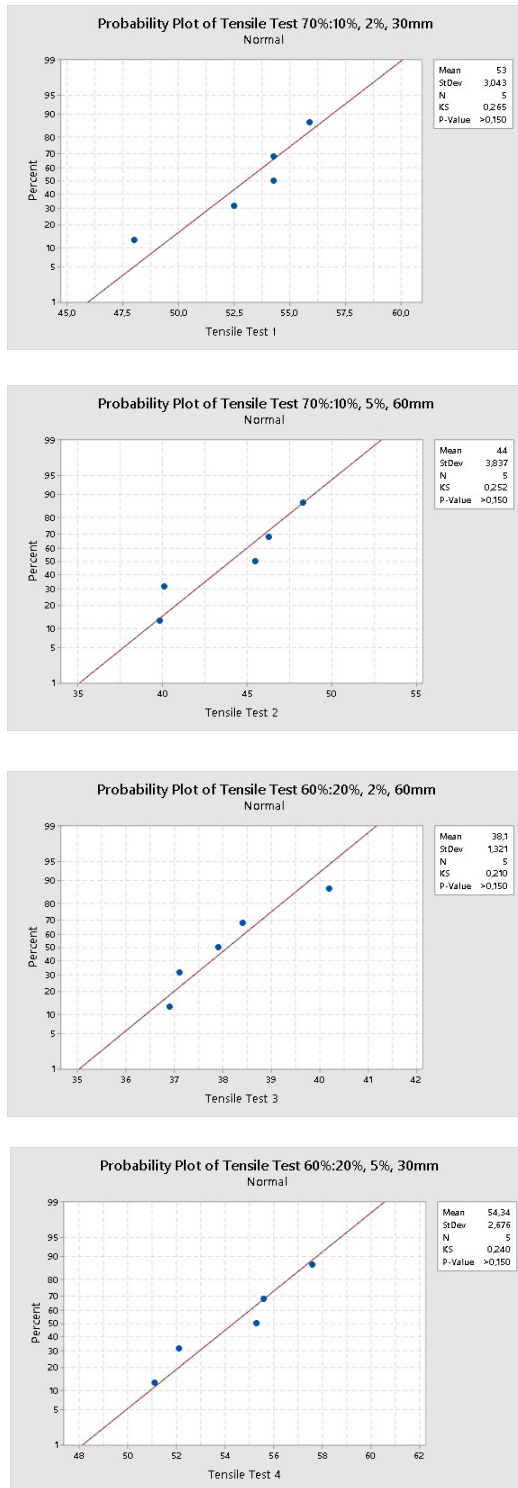 Probability Plot of Tensile Test 70%:10%, 2%, 30mm
Normal
Mean 53
StDev 3,043
N 5
KS 0,265
P-Value >0,150
99
95
90
80
70
60
50
40
30
20
10
5
1
Percent
45,0 47,5 50,0 52,5 55,0 57,5 60,0
Tensile Test 1
Probability Plot of Tensile Test 70%:10%, 5%, 60mm
Normal
Mean 44
StDev 3,837
N 5
KS 0,252
P-Value >0,150
99
95
90
80
70
60
50
40
30
20
10
5
1
Percent
35 40 45 50 55
Tensile Test 2
Probability Plot of Tensile Test 60%:20%, 2%, 60mm
Normal
Mean 38,1
StDev 1,321
N 5
KS 0,210
P-Value >0,150
99
95
90
80
70
60
50
40
30
20
10
5
1
Percent
35 36 37 38 39 40 41 42
Tensile Test 3
Probability Plot of Tensile Test 60%:20%, 5%, 30mm
Normal
Mean 54,34
StDev 2,676
N 5
KS 0,240
P-Value >0,150
99
95
90
80
70
60
50
40
30
20
10
5
1
Percent
48 50 52 54 56 58 60 62
Tensile Test 4